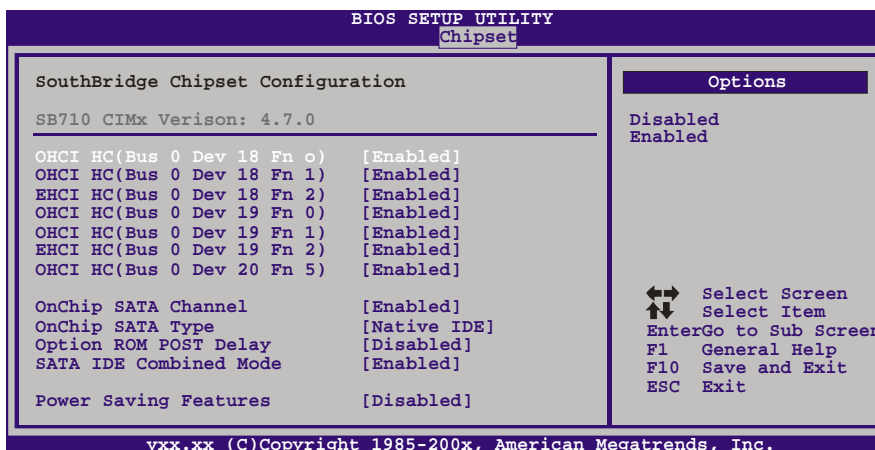 BIOS SETUP UTILITY
Chipset
SouthBridge Chipset Configuration
SB710 CIMx Verison: 4.7.0
OHCI HC(Bus 0 Dev 18 Fn o) [Enabled]
OHCI HC(Bus 0 Dev 18 Fn 1) [Enabled]
EHCI HC(Bus 0 Dev 18 Fn 2) [Enabled]
OHCI HC(Bus 0 Dev 19 Fn 0) [Enabled]
OHCI HC(Bus 0 Dev 19 Fn 1) [Enabled]
EHCI HC(Bus 0 Dev 19 Fn 2) [Enabled]
OHCI HC(Bus 0 Dev 20 Fn 5) [Enabled]
OnChip SATA Channel [Enabled]
OnChip SATA Type [Native IDE]
Option ROM POST Delay [Disabled]
SATA IDE Combined Mode [Enabled]
Power Saving Features [Disabled]
Options
Disabled
Enabled
Select Screen
Select Item
EnterGo to Sub Screen
F1 General Help
F10 Save and Exit
ESC Exit
vxx.xx (C)Copyright 1985-200x, American Megatrends, Inc.